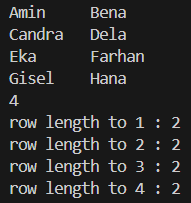 Amin    Bena
Candra  Dela
Eka     Farhan
Gisel   Hana
4
row length to 1 : 2
row length to 2 : 2
row length to 3 : 2
row length to 4 : 2